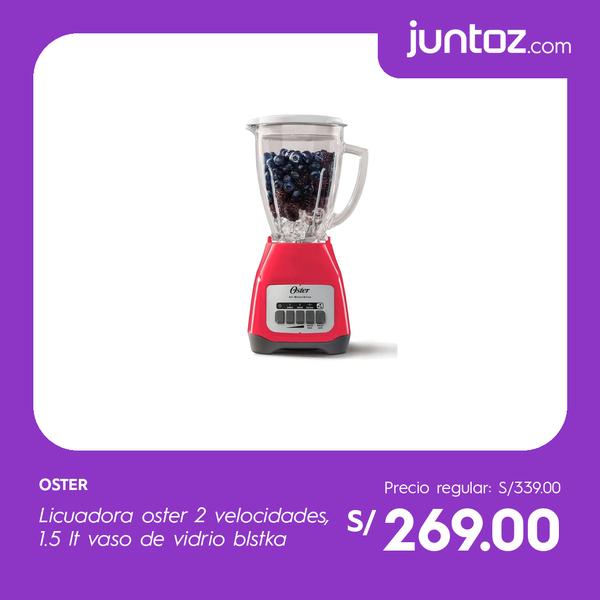 juntoz.com
Oster
OSTER
Licuadora oster 2 velocidades,
1.5 lt vaso de vidrio blstka
Precio regular: S/339.00
S/ 269.00